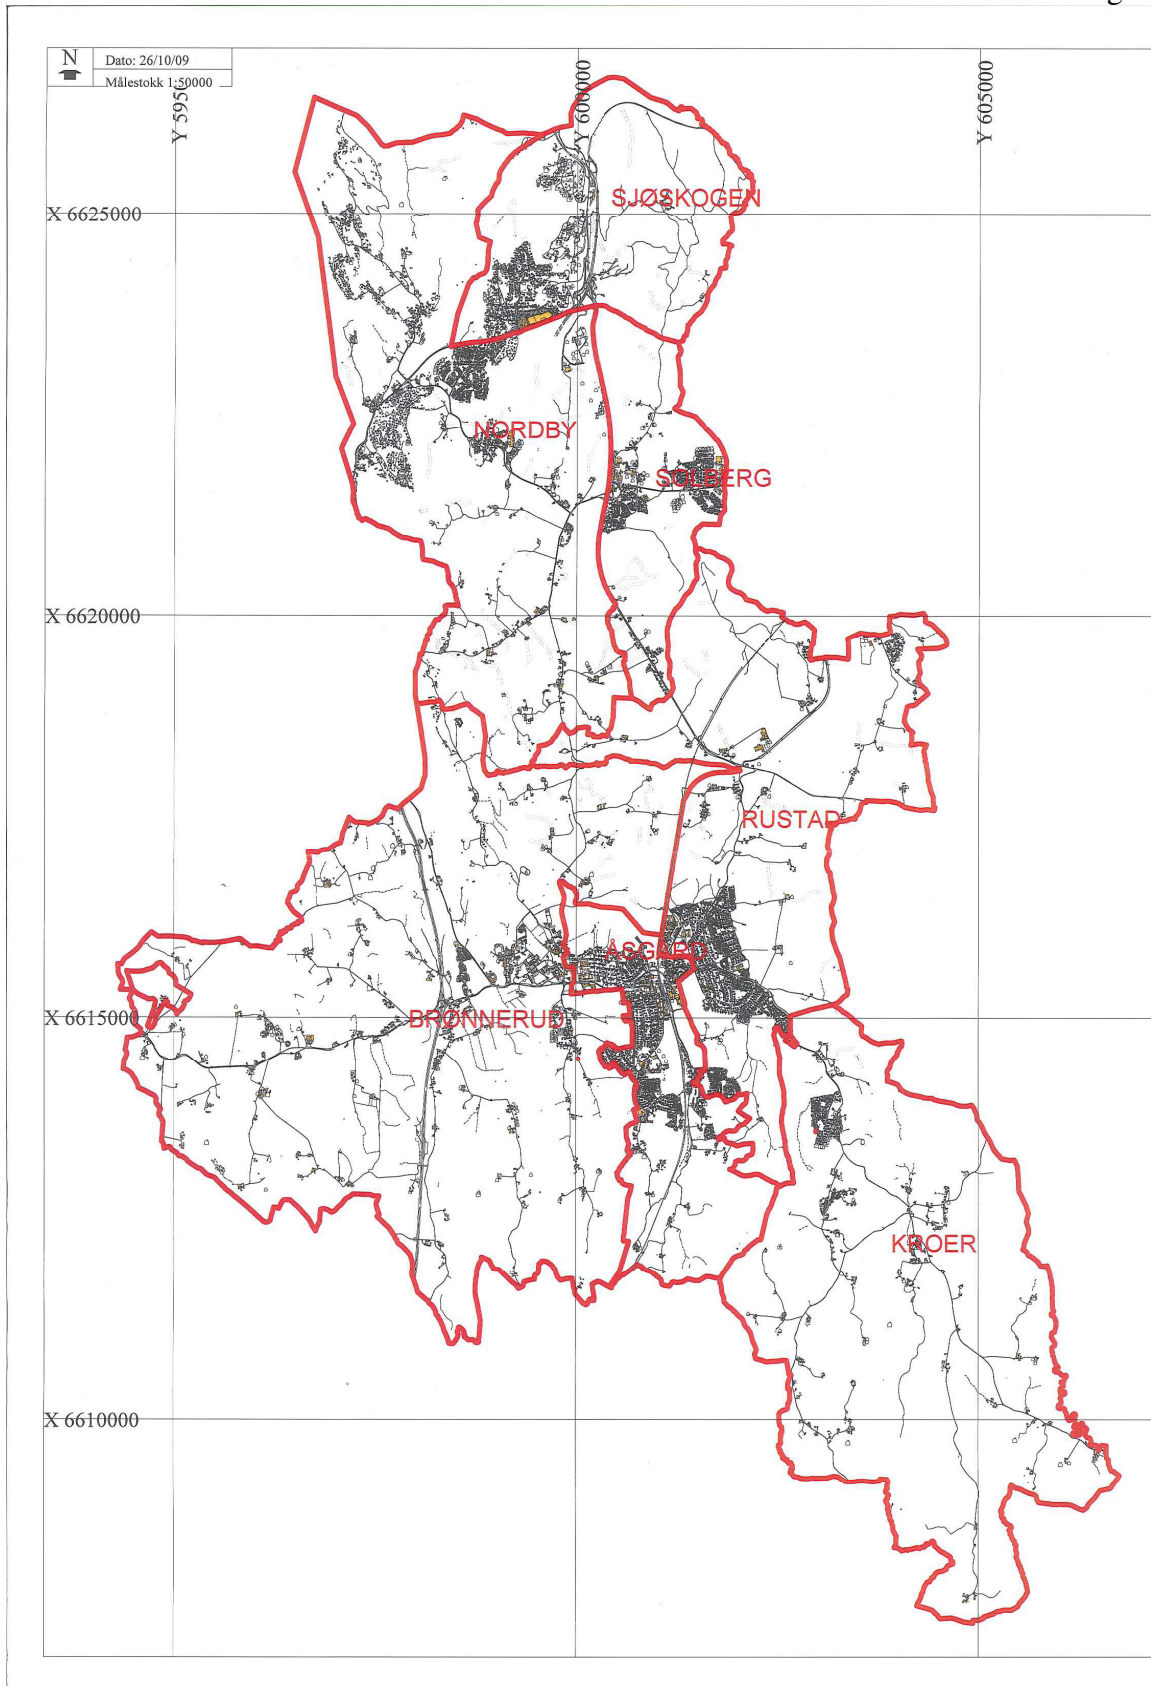 g
N
Dato: 26/10/09
Målestokk 1:50000
Y 5950
Y 600000
Y 605000
SJØSKOGEN
X 6625000
NORDBY
SOLBERG
X 6620000
RUSTAD
ÅSGÅRD
X 6615000
BRØNNERUD
KROER
X 6610000